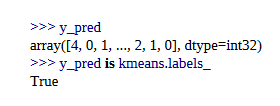 >>> y_pred
array([4, 0, 1, ..., 2, 1, 0], dtype=int32)
>>> y_pred is kmeans.labels_
True